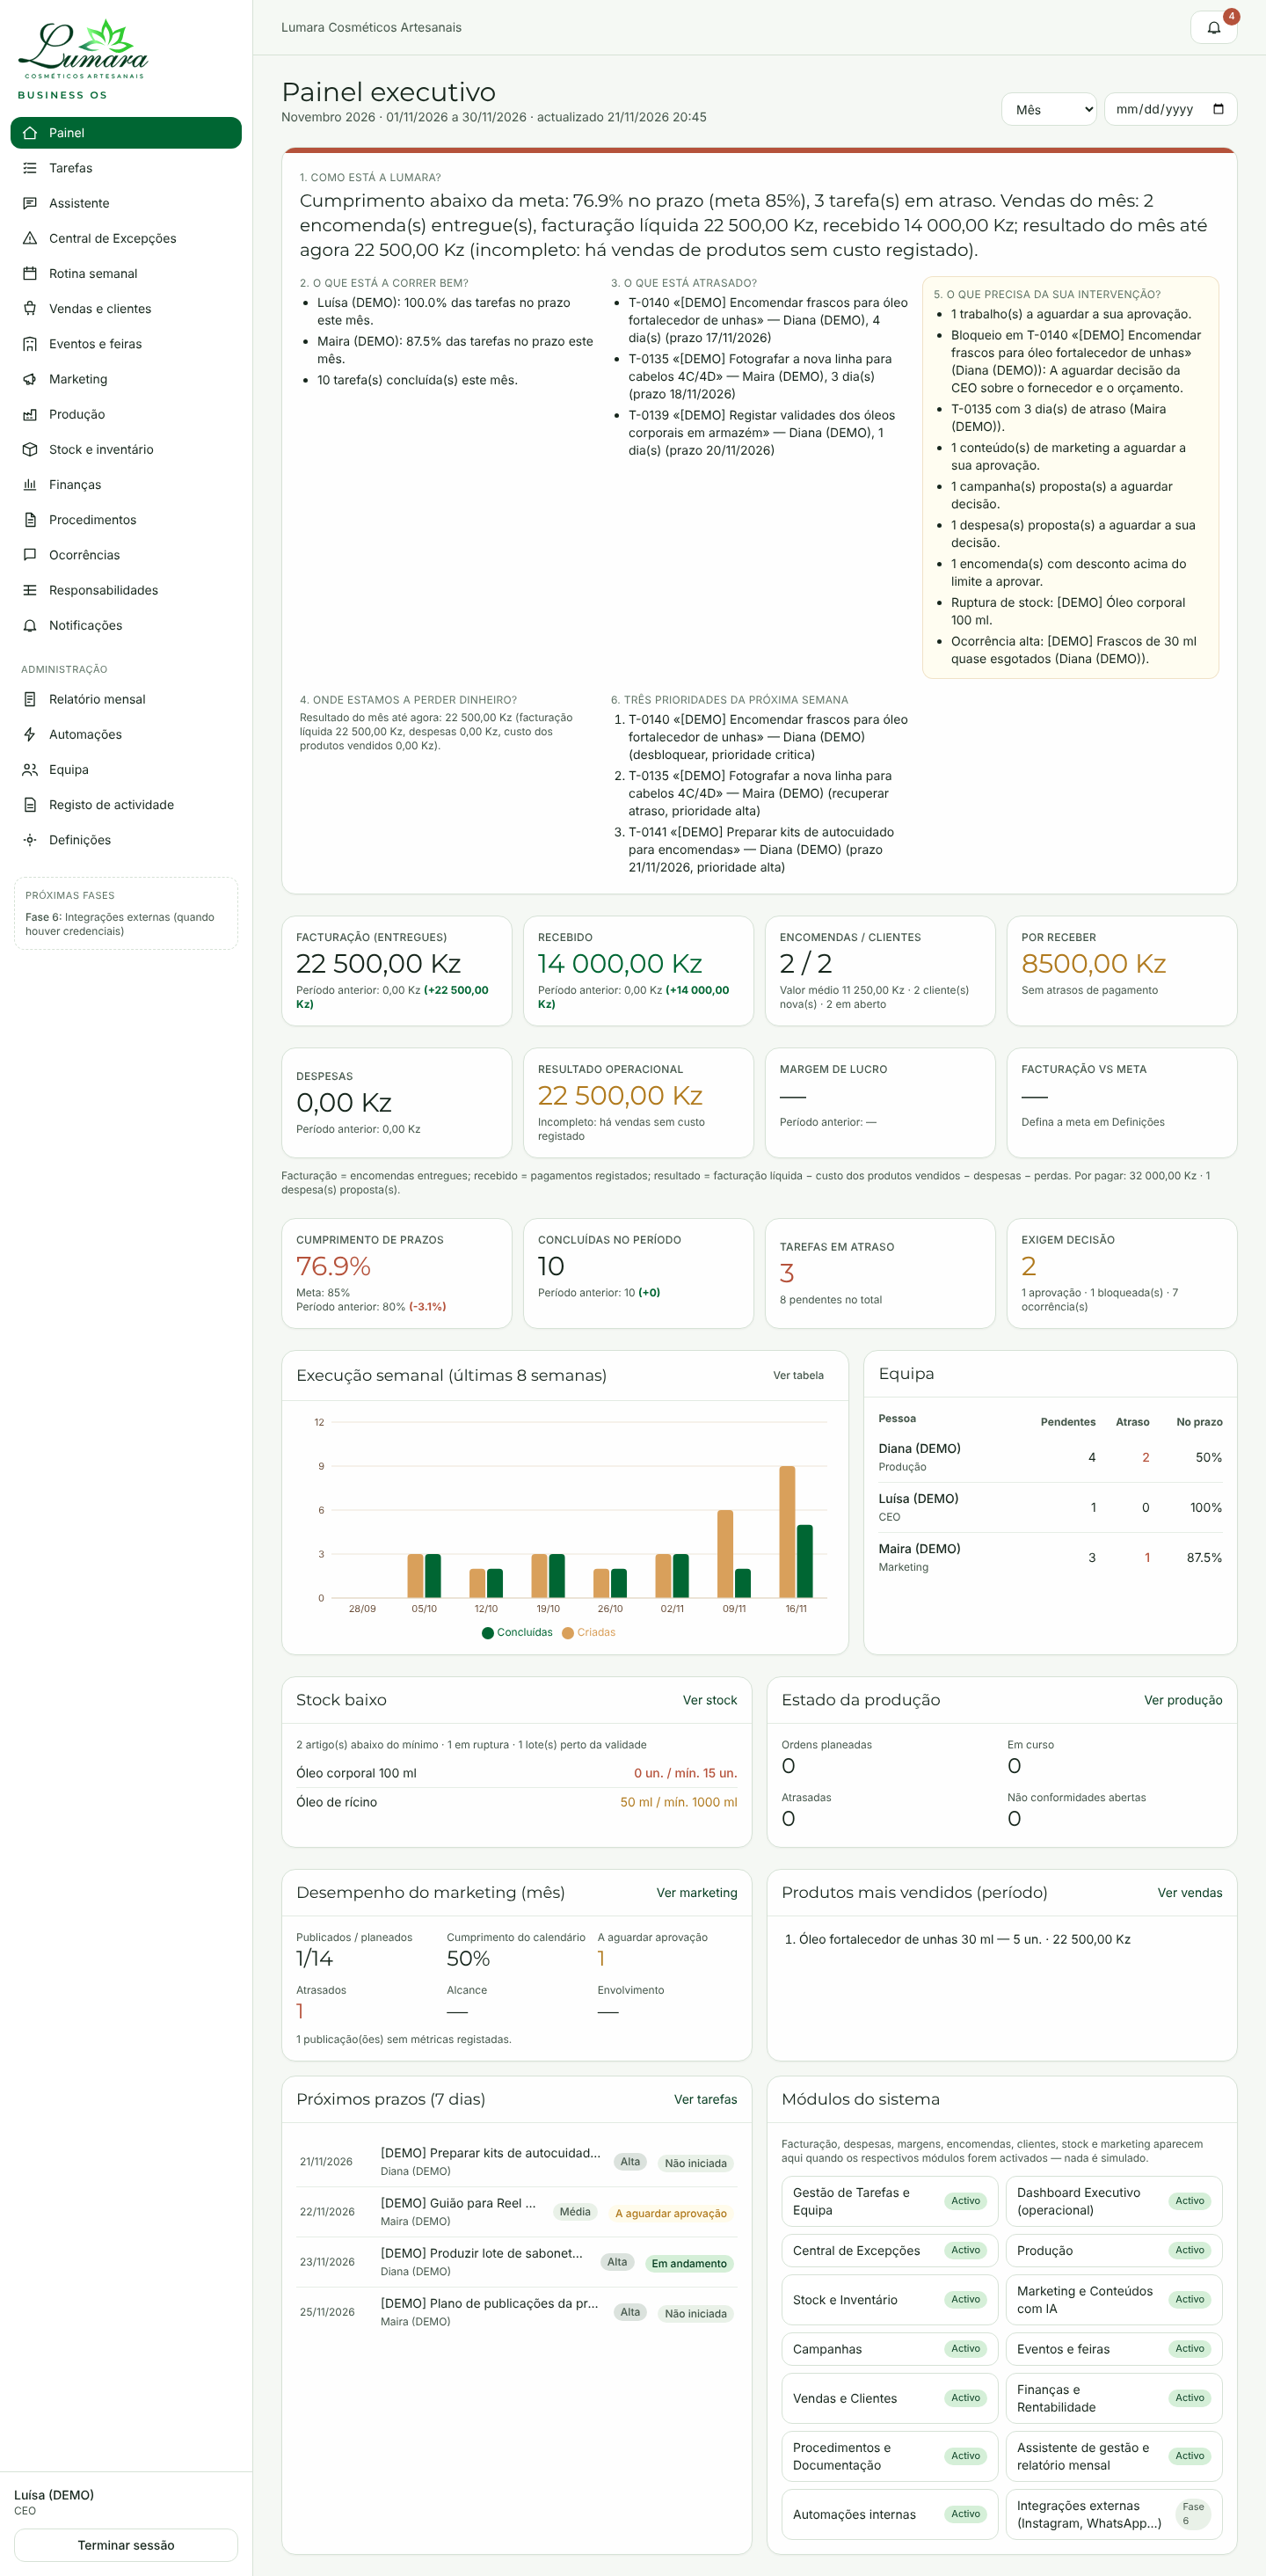 Lumara
COSMÉTICOS ARTESANAIS
BUSINESS OS
Painel
Tarefas
Assistente
Central de Excepções
Rotina semanal
Vendas e clientes
Eventos e feiras
Marketing
Produção
Stock e inventário
Finanças
Procedimentos
Ocorrências
Responsabilidades
Notificações
ADMINISTRAÇÃO
Relatório mensal
Automações
Equipa
Registo de actividade
Definições
PRÓXIMAS FASES
Fase 6: Integrações externas (quando
houver credenciais)
Luísa (DEMO)
CEO
Terminar sessão
Lumara Cosméticos Artesanais
4
Painel executivo
Novembro 2026 · 01/11/2026 a 30/11/2026 · actualizado 21/11/2026 20:45
Mês
mm/dd/yyyy
1. COMO ESTÁ A LUMARA?
Cumprimento abaixo da meta: 76.9% no prazo (meta 85%), 3 tarefa(s) em atraso. Vendas do mês: 2
encomenda(s) entregue(s), facturação líquida 22 500,00 Kz, recebido 14 000,00 Kz; resultado do mês até
agora 22 500,00 Kz (incompleto: há vendas de produtos sem custo registado).
2. O QUE ESTÁ A CORRER BEM?
• Luísa (DEMO): 100.0% das tarefas no prazo
este mês.
• Maira (DEMO): 87.5% das tarefas no prazo este
mês.
• 10 tarefa(s) concluída(s) este mês.
3. O QUE ESTÁ ATRASADO?
• T-0140 «[DEMO] Encomendar frascos para óleo
fortalecedor de unhas» — Diana (DEMO), 4
dia(s) (prazo 17/11/2026)
• T-0135 «[DEMO] Fotografar a nova linha para
cabelos 4C/4D» — Maira (DEMO), 3 dia(s)
(prazo 18/11/2026)
• T-0139 «[DEMO] Registar validades dos óleos
corporais em armazém» — Diana (DEMO), 1
dia(s) (prazo 20/11/2026)
5. O QUE PRECISA DA SUA INTERVENÇÃO?
• 1 trabalho(s) a aguardar a sua aprovação.
• Bloqueio em T-0140 «[DEMO] Encomendar
frascos para óleo fortalecedor de unhas»
(Diana (DEMO)): A aguardar decisão da
CEO sobre o fornecedor e o orçamento.
• T-0135 com 3 dia(s) de atraso (Maira
(DEMO)).
• 1 conteúdo(s) de marketing a aguardar a
sua aprovação.
• 1 campanha(s) proposta(s) a aguardar
decisão.
• 1 despesa(s) proposta(s) a aguardar a sua
decisão.
• 1 encomenda(s) com desconto acima do
limite a aprovar.
• Ruptura de stock: [DEMO] Óleo corporal
100 ml.
• Ocorrência alta: [DEMO] Frascos de 30 ml
quase esgotados (Diana (DEMO)).
4. ONDE ESTAMOS A PERDER DINHEIRO?
Resultado do mês até agora: 22 500,00 Kz (facturação
líquida 22 500,00 Kz, despesas 0,00 Kz, custo dos
produtos vendidos 0,00 Kz).
6. TRÊS PRIORIDADES DA PRÓXIMA SEMANA
1. T-0140 «[DEMO] Encomendar frascos para óleo
fortalecedor de unhas» — Diana (DEMO)
(desbloquear, prioridade critica)
2. T-0135 «[DEMO] Fotografar a nova linha para
cabelos 4C/4D» — Maira (DEMO) (recuperar
atraso, prioridade alta)
3. T-0141 «[DEMO] Preparar kits de autocuidado
para encomendas» — Diana (DEMO) (prazo
21/11/2026, prioridade alta)
FACTURAÇÃO (ENTREGUES)
22 500,00 Kz
Período anterior: 0,00 Kz (+22 500,00
Kz)
RECEBIDO
14 000,00 Kz
Período anterior: 0,00 Kz (+14 000,00
Kz)
ENCOMENDAS / CLIENTES
2 / 2
Valor médio 11 250,00 Kz · 2 cliente(s)
nova(s) · 2 em aberto
POR RECEBER
8500,00 Kz
Sem atrasos de pagamento
DESPESAS
0,00 Kz
Período anterior: 0,00 Kz
RESULTADO OPERACIONAL
22 500,00 Kz
Incompleto: há vendas sem custo
registado
MARGEM DE LUCRO
—
Período anterior: —
FACTURAÇÃO VS META
—
Defina a meta em Definições
Facturação = encomendas entregues; recebido = pagamentos registados; resultado = facturação líquida − custo dos produtos vendidos − despesas − perdas. Por pagar: 32 000,00 Kz · 1
despesa(s) proposta(s).
CUMPRIMENTO DE PRAZOS
76.9%
Meta: 85%
Período anterior: 80% (-3.1%)
CONCLUÍDAS NO PERÍODO
10
Período anterior: 10 (+0)
TAREFAS EM ATRASO
3
8 pendentes no total
EXIGEM DECISÃO
2
1 aprovação · 1 bloqueada(s) · 7
ocorrência(s)
Execução semanal (últimas 8 semanas)
Ver tabela
12
9
6
3
0
28/09 05/10 12/10 19/10 26/10 02/11 09/11 16/11
Concluídas Criadas
Equipa
Pessoa Pendentes Atraso No prazo
Diana (DEMO) 4 2 50%
Produção
Luísa (DEMO) 1 0 100%
CEO
Maira (DEMO) 3 1 87.5%
Marketing
Stock baixo
Ver stock
2 artigo(s) abaixo do mínimo · 1 em ruptura · 1 lote(s) perto da validade
Óleo corporal 100 ml 0 un. / mín. 15 un.
Óleo de rícino 50 ml / mín. 1000 ml
Estado da produção
Ver produção
Ordens planeadas
0
Em curso
0
Atrasadas
0
Não conformidades abertas
0
Desempenho do marketing (mês)
Ver marketing
Publicados / planeados
1/14
Cumprimento do calendário
50%
A aguardar aprovação
1
Atrasados
1
Alcance
—
Envolvimento
—
1 publicação(ões) sem métricas registadas.
Produtos mais vendidos (período)
Ver vendas
1. Óleo fortalecedor de unhas 30 ml — 5 un. · 22 500,00 Kz
Próximos prazos (7 dias)
Ver tarefas
21/11/2026 [DEMO] Preparar kits de autocuidad... Alta Não iniciada
Diana (DEMO)
22/11/2026 [DEMO] Guião para Reel ... Média A aguardar aprovação
Maira (DEMO)
23/11/2026 [DEMO] Produzir lote de sabonet... Alta Em andamento
Diana (DEMO)
25/11/2026 [DEMO] Plano de publicações da pr... Alta Não iniciada
Maira (DEMO)
Módulos do sistema
Facturação, despesas, margens, encomendas, clientes, stock e marketing aparecem
aqui quando os respectivos módulos forem activados — nada é simulado.
Gestão de Tarefas e
Equipa
Activo
Dashboard Executivo
(operacional)
Activo
Central de Excepções
Activo
Produção
Activo
Stock e Inventário
Activo
Marketing e Conteúdos
com IA
Activo
Campanhas
Activo
Eventos e feiras
Activo
Vendas e Clientes
Activo
Finanças e
Rentabilidade
Activo
Procedimentos e
Documentação
Activo
Assistente de gestão e
relatório mensal
Activo
Automações internas
Activo
Integrações externas
(Instagram, WhatsApp...)
Fase
6